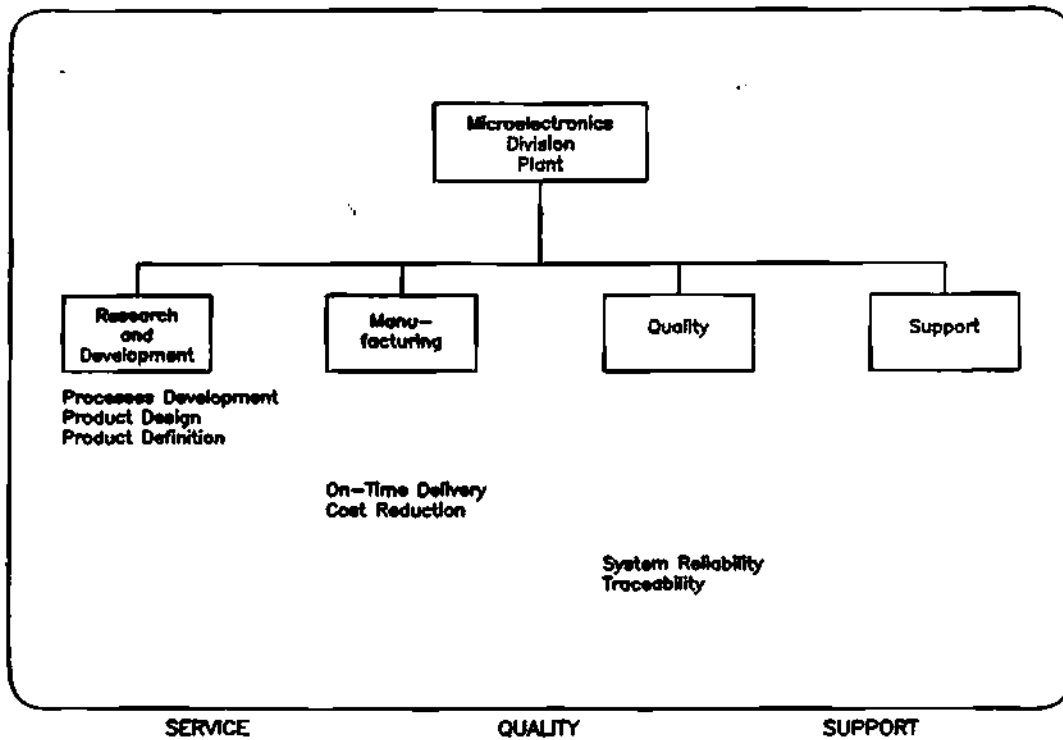 Microelectronics
Division
Plant
Research
and
Development
Manu-
facturing
Quality
Support
Processes Development
Product Design
Product Definition
On-Time Delivery
Cost Reduction
System Reliability
Traceability
SERVICE QUALITY SUPPORT